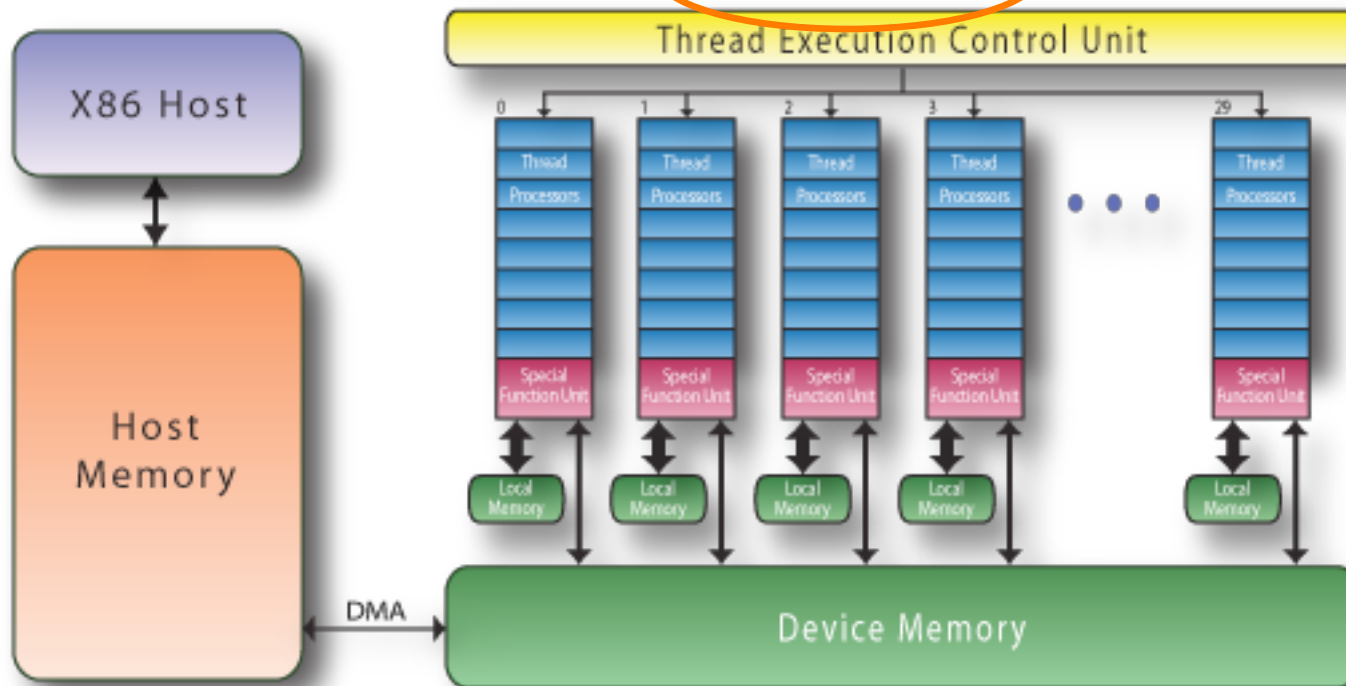 Thread Execution Control Unit
X86 Host
0 1 2 3 29
Thread Thread Thread Thread Thread
Processors Processors Processors Processors Processors
Special Special Special Special Special
Function Unit Function Unit Function Unit Function Unit Function Unit
Host
Memory
Local Local Local Local Local
Memory Memory Memory Memory Memory
DMA
Device Memory